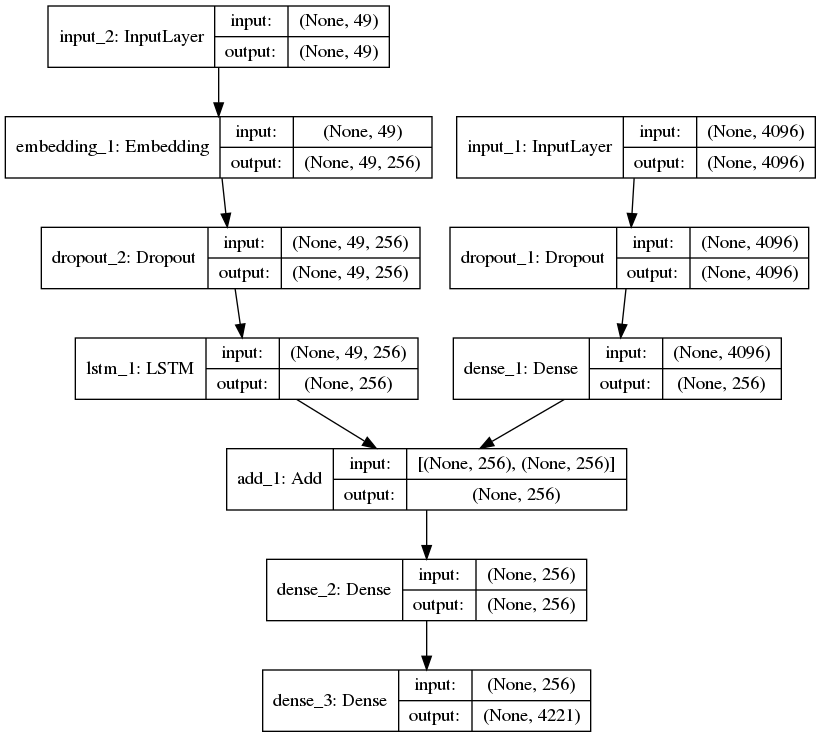 input_2: InputLayer
input: (None, 49)
output: (None, 49)
embedding_1: Embedding
input: (None, 49)
output: (None, 49, 256)
input_1: InputLayer
input: (None, 4096)
output: (None, 4096)
dropout_2: Dropout
input: (None, 49, 256)
output: (None, 49, 256)
dropout_1: Dropout
input: (None, 4096)
output: (None, 4096)
lstm_1: LSTM
input: (None, 49, 256)
output: (None, 256)
dense_1: Dense
input: (None, 4096)
output: (None, 256)
add_1: Add
input: [(None, 256), (None, 256)]
output: (None, 256)
dense_2: Dense
input: (None, 256)
output: (None, 256)
dense_3: Dense
input: (None, 256)
output: (None, 4221)